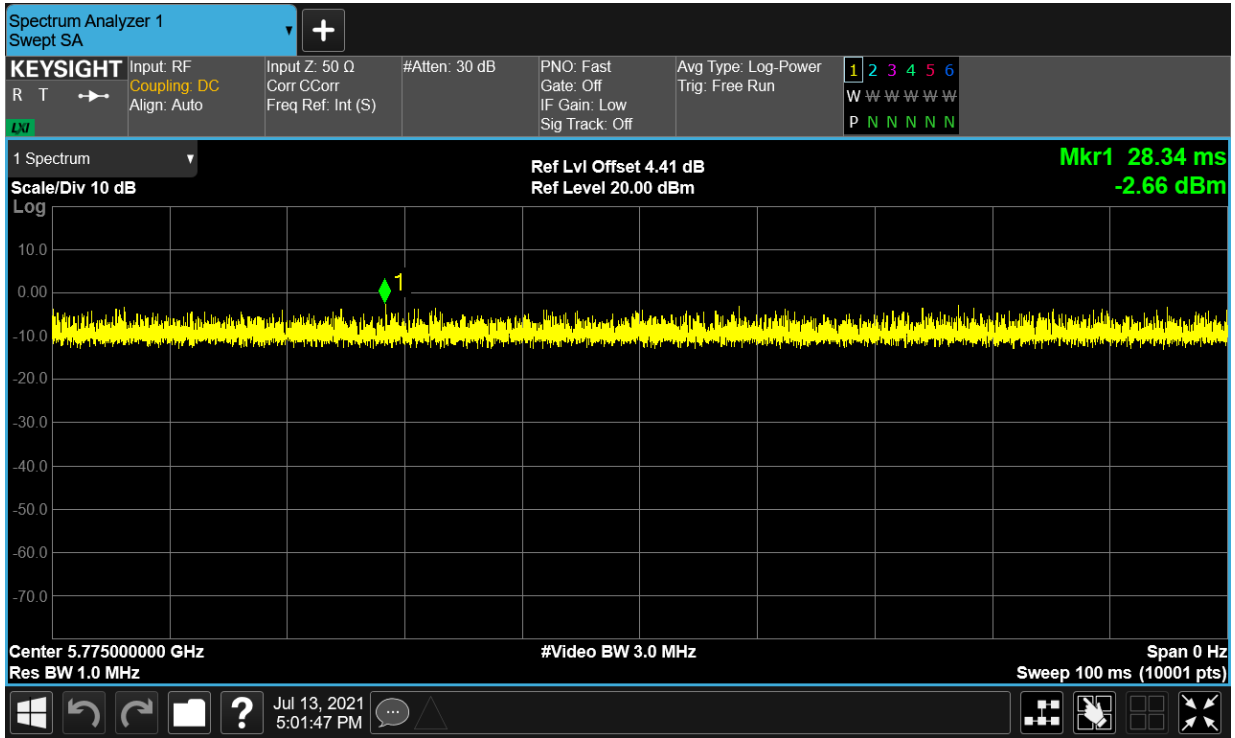 Spectrum Analyzer 1
Swept SA
KEYSIGHT
R T
LXI
Input: RF
Coupling: DC
Align: Auto
Input Z: 50 Ω
Corr CCorr
Freq Ref: Int (S)
#Atten: 30 dB
PNO: Fast
Gate: Off
IF Gain: Low
Sig Track: Off
Avg Type: Log-Power
Trig: Free Run
1 2 3 4 5 6
W W W W W W
P N N N N N
1 Spectrum
Scale/Div 10 dB
Log
Ref Lvl Offset 4.41 dB
Ref Level 20.00 dBm
Mkr1 28.34 ms
-2.66 dBm
10.0
0.00
-10.0
-20.0
-30.0
-40.0
-50.0
-60.0
-70.0
1
Center 5.775000000 GHz
Res BW 1.0 MHz
#Video BW 3.0 MHz
Span 0 Hz
Sweep 100 ms (10001 pts)
?
Jul 13, 2021
5:01:47 PM